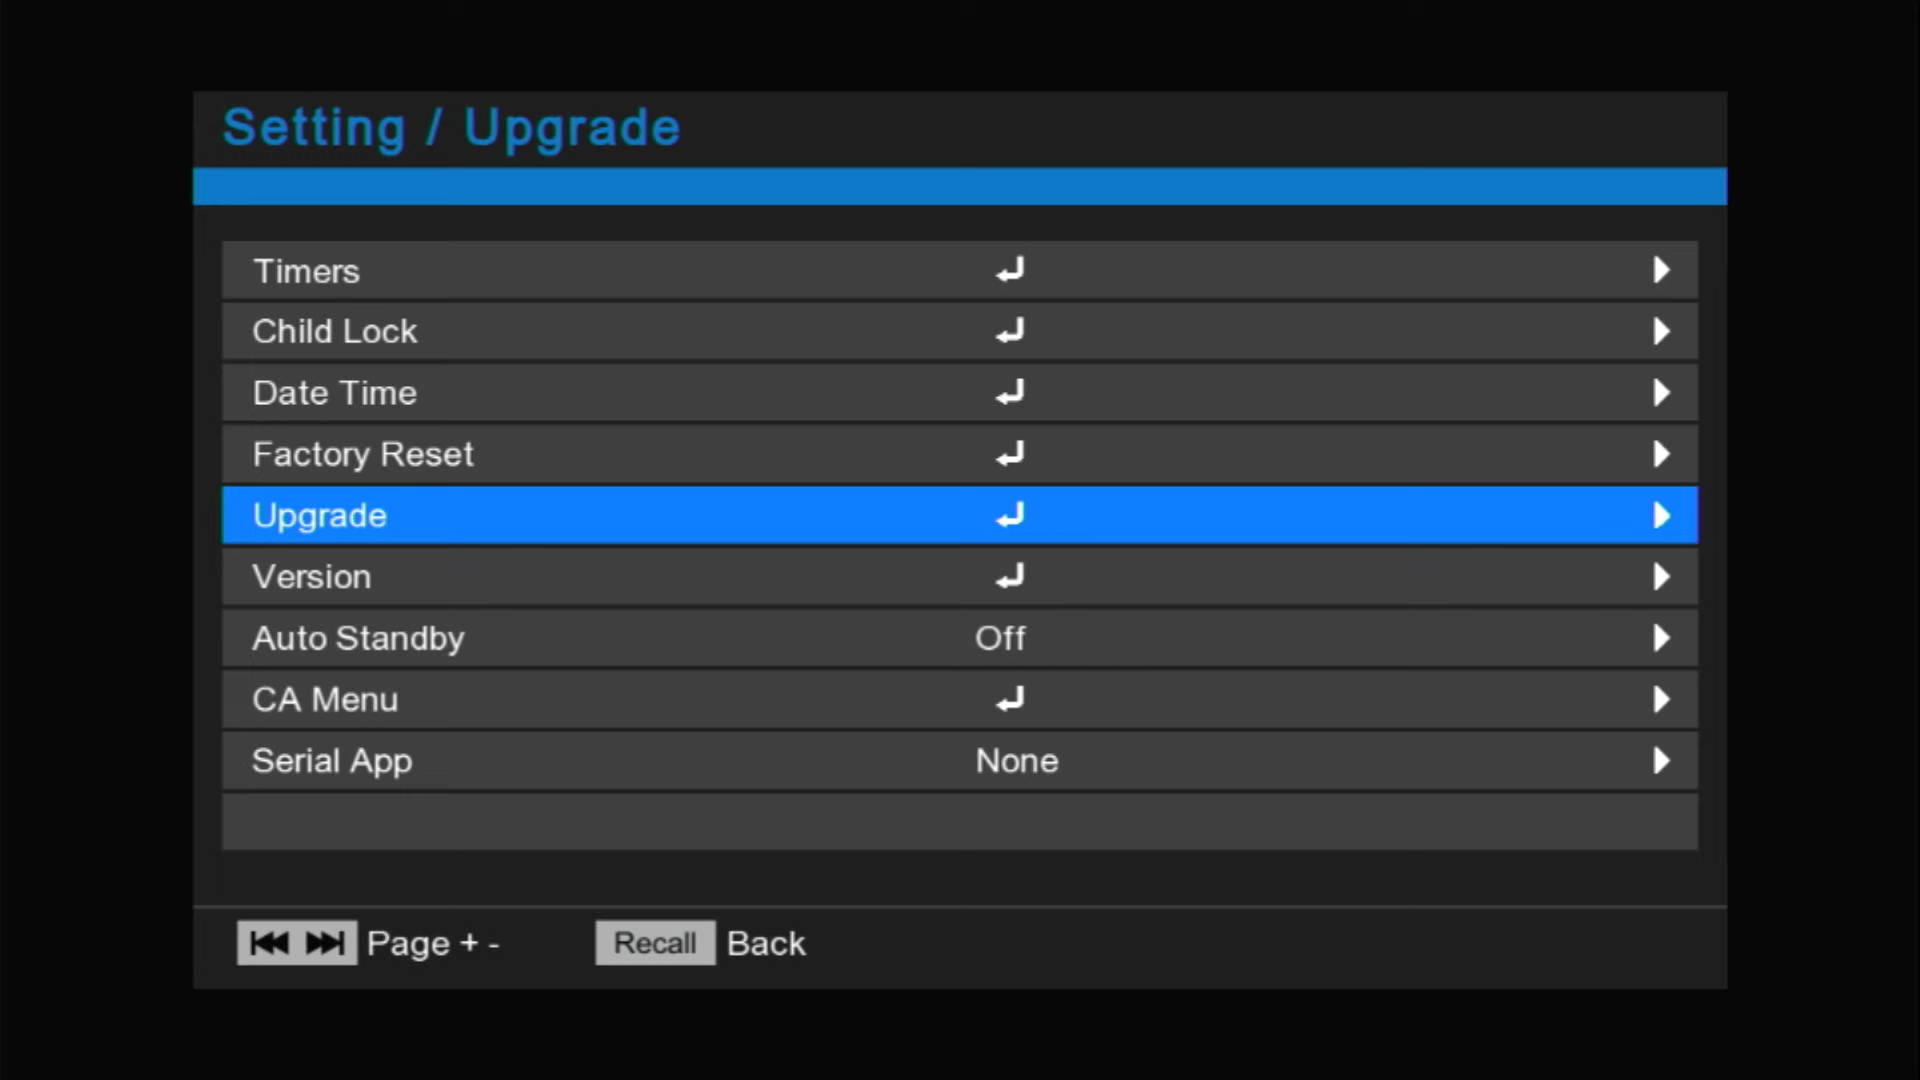 Setting / Upgrade
Timers
Child Lock
Date Time
Factory Reset
Upgrade
Version
Auto Standby Off
CA Menu
Serial App None
Page + - Recall Back